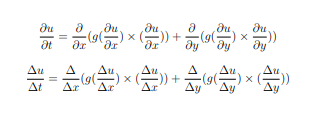 ∂u/∂t = ∂/∂x (g(∂u/∂x) × (∂u/∂x)) + ∂/∂y (g(∂u/∂y) × ∂u/∂y))
Δu/Δt = Δ/Δx (g(Δu/Δx) × (Δu/Δx)) + Δ/Δy (g(Δu/Δy) × (Δu/Δy))